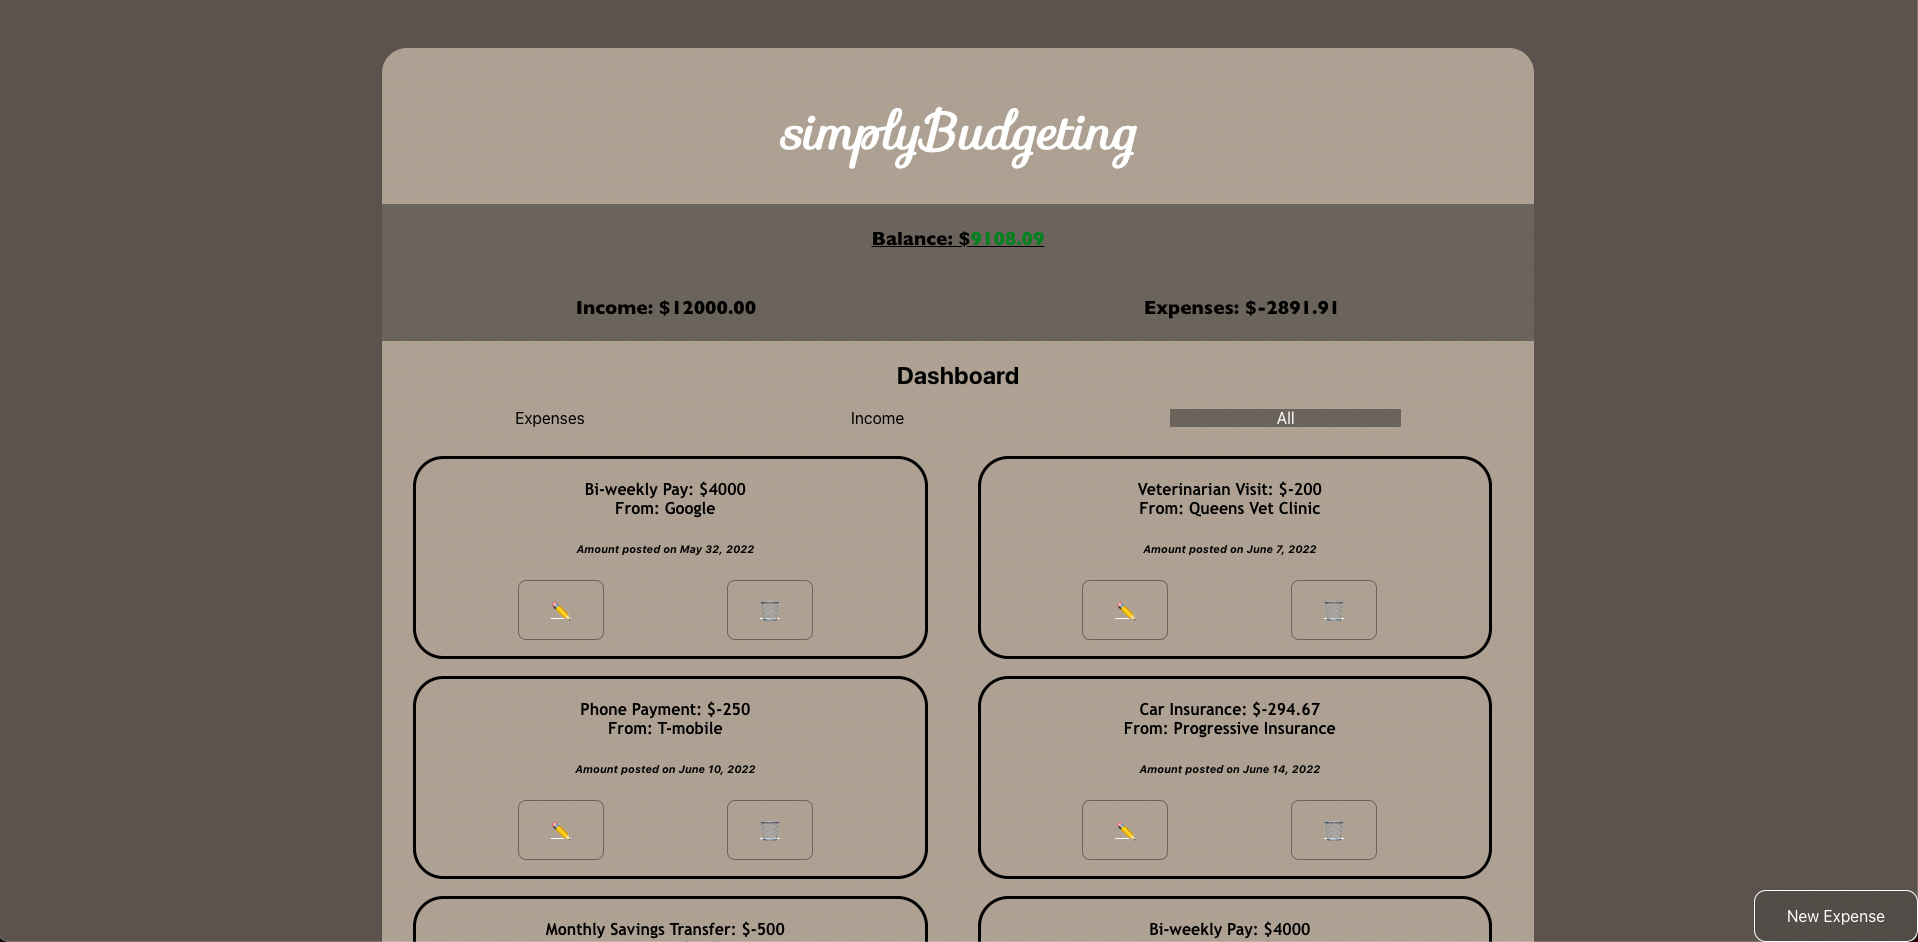 simplyBudgeting
Balance: $9108.09
Income: $12000.00
Expenses: $-2891.91
Dashboard
Expenses
Income
All
Bi-weekly Pay: $4000
From: Google
Amount posted on May 32, 2022
Veterinarian Visit: $-200
From: Queens Vet Clinic
Amount posted on June 7, 2022
Phone Payment: $-250
From: T-mobile
Amount posted on June 10, 2022
Car Insurance: $-294.67
From: Progressive Insurance
Amount posted on June 14, 2022
Monthly Savings Transfer: $-500
Bi-weekly Pay: $4000
New Expense